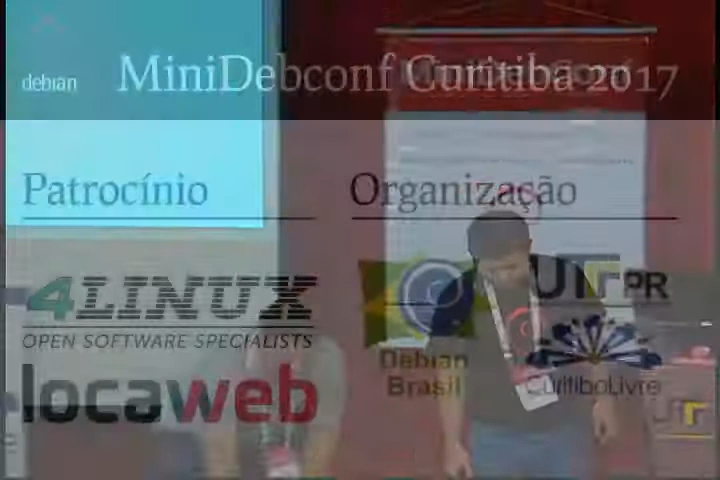 debian
MiniDebconf Curitiba 2017
Patrocínio
Organização
4LINUX
OPEN SOFTWARE SPECIALISTS
locaweb
Debian
Brasil
UTFPR
CuritibaLivre